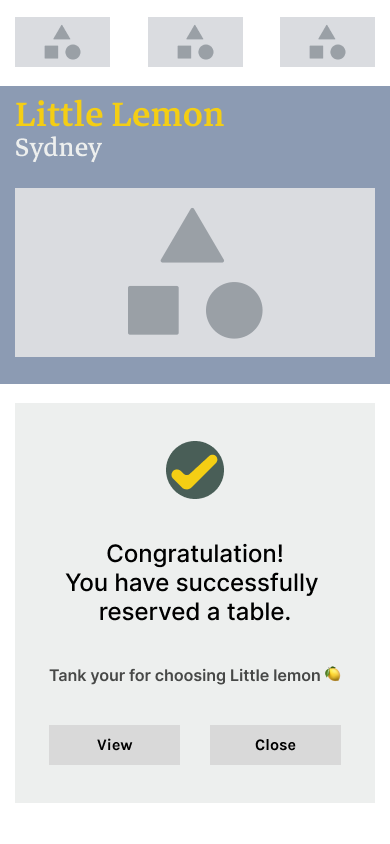 Little Lemon
Sydney
Congratulation!
You have successfully
reserved a table.
Tank your for choosing Little lemon 🍋
View
Close